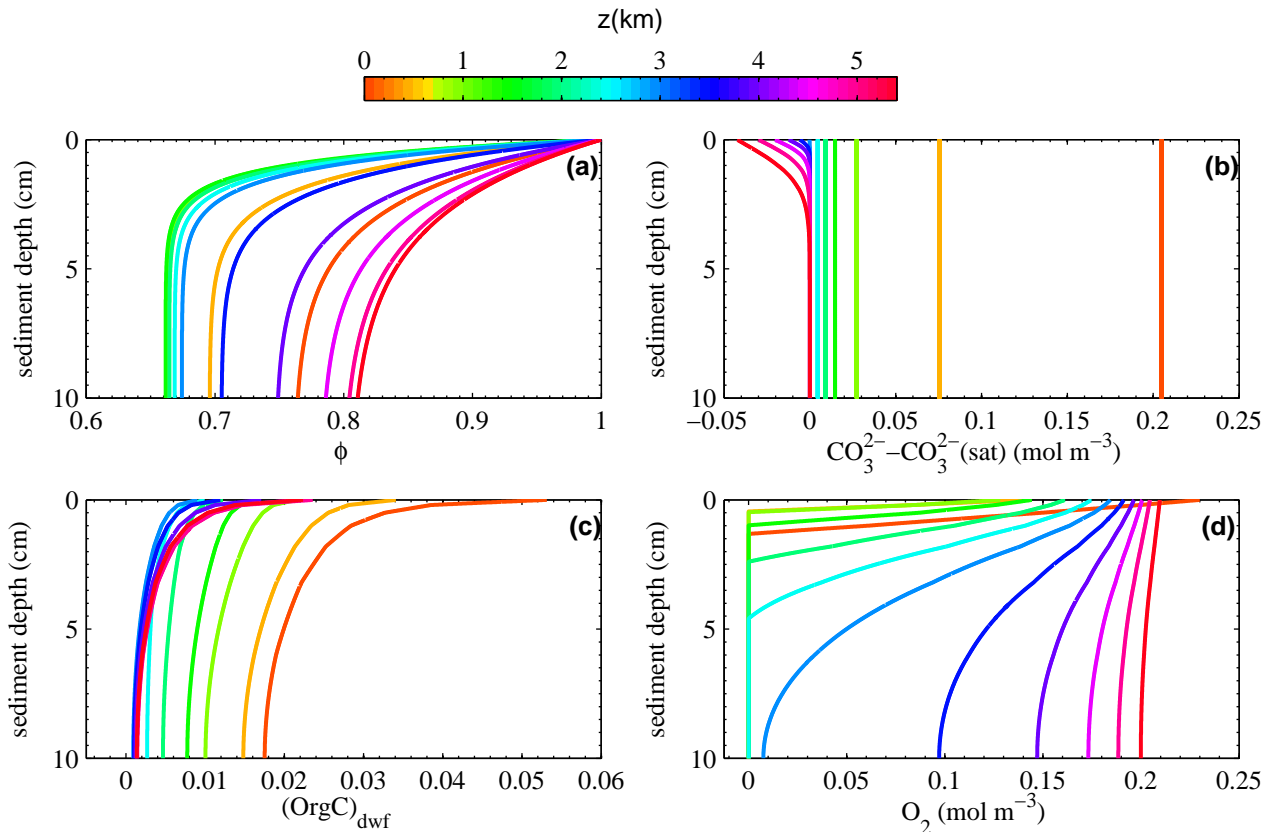 z(km)
0 1 2 3 4 5
0
5
10
sediment depth (cm)
(a)
0.6 0.7 0.8 0.9 1
ϕ
0
5
10
sediment depth (cm)
(b)
−0.05 0 0.05 0.1 0.15 0.2 0.25
CO₃²⁻−CO₃²⁻(sat) (mol m⁻³)
0
5
10
sediment depth (cm)
(c)
0 0.01 0.02 0.03 0.04 0.05 0.06
(OrgC)dwf
0
5
10
sediment depth (cm)
(d)
0 0.05 0.1 0.15 0.2 0.25
O₂ (mol m⁻³)